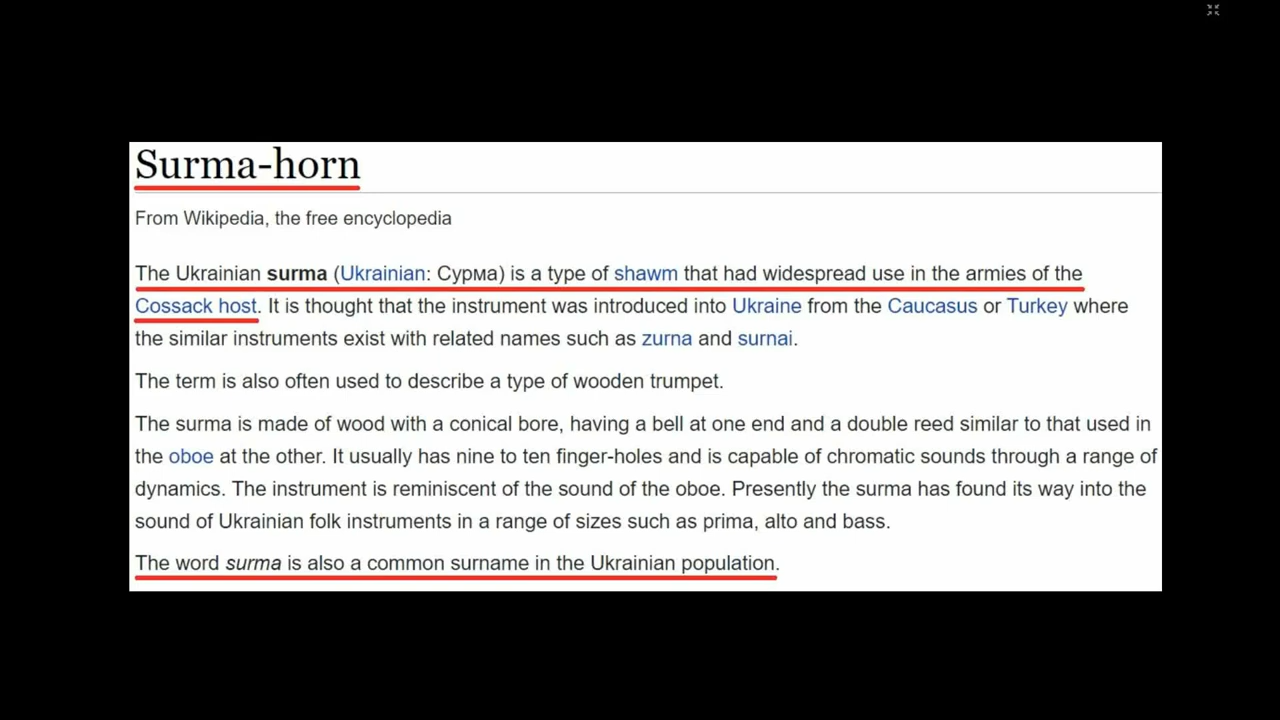 Surma-horn
From Wikipedia, the free encyclopedia
The Ukrainian surma (Ukrainian: Сурма) is a type of shawm that had widespread use in the armies of the
Cossack host. It is thought that the instrument was introduced into Ukraine from the Caucasus or Turkey where
the similar instruments exist with related names such as zurna and surnai.
The term is also often used to describe a type of wooden trumpet.
The surma is made of wood with a conical bore, having a bell at one end and a double reed similar to that used in
the oboe at the other. It usually has nine to ten finger-holes and is capable of chromatic sounds through a range of
dynamics. The instrument is reminiscent of the sound of the oboe. Presently the surma has found its way into the
sound of Ukrainian folk instruments in a range of sizes such as prima, alto and bass.
The word surma is also a common surname in the Ukrainian population.